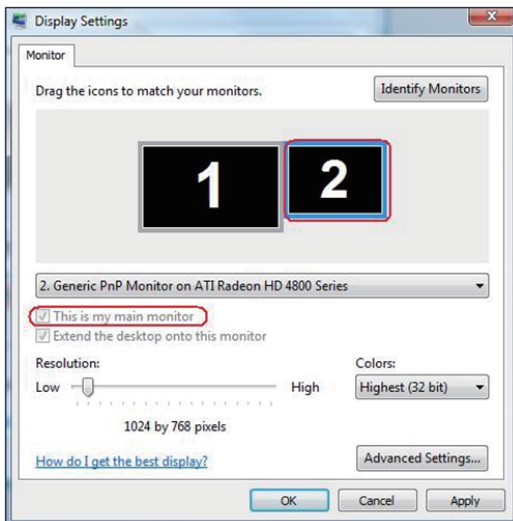 Display Settings
Monitor
Drag the icons to match your monitors.
Identify Monitors
1
2
2. Generic PnP Monitor on ATI Radeon HD 4800 Series
This is my main monitor
Extend the desktop onto this monitor
Resolution:
Colors:
Low
High
Highest (32 bit)
1024 by 768 pixels
How do I get the best display?
Advanced Settings...
OK
Cancel
Apply